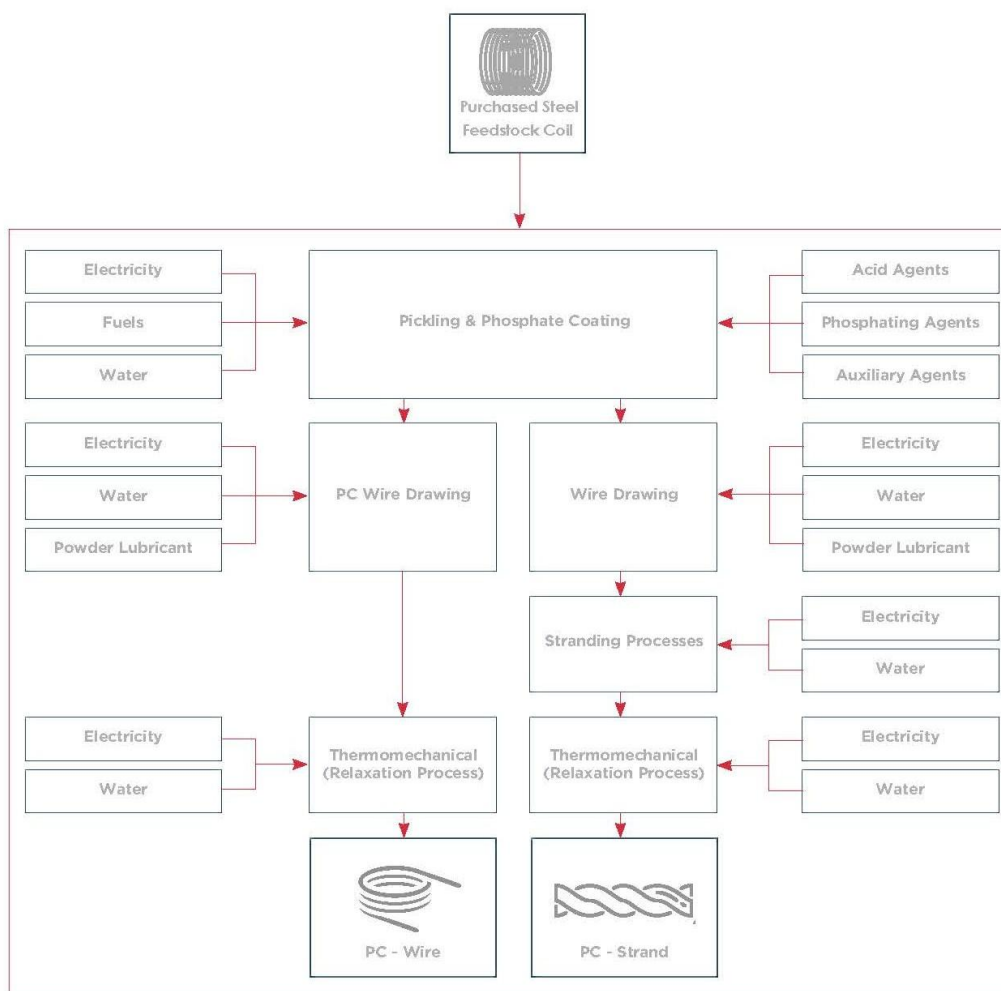 Purchased Steel
Feedstock Coil
Electricity
Fuels
Water
Pickling & Phosphate Coating
Acid Agents
Phosphating Agents
Auxiliary Agents
Electricity
Water
Powder Lubricant
PC Wire Drawing
Wire Drawing
Electricity
Water
Powder Lubricant
Stranding Processes
Electricity
Water
Electricity
Water
Thermomechanical
(Relaxation Process)
Thermomechanical
(Relaxation Process)
Electricity
Water
PC - Wire
PC - Strand